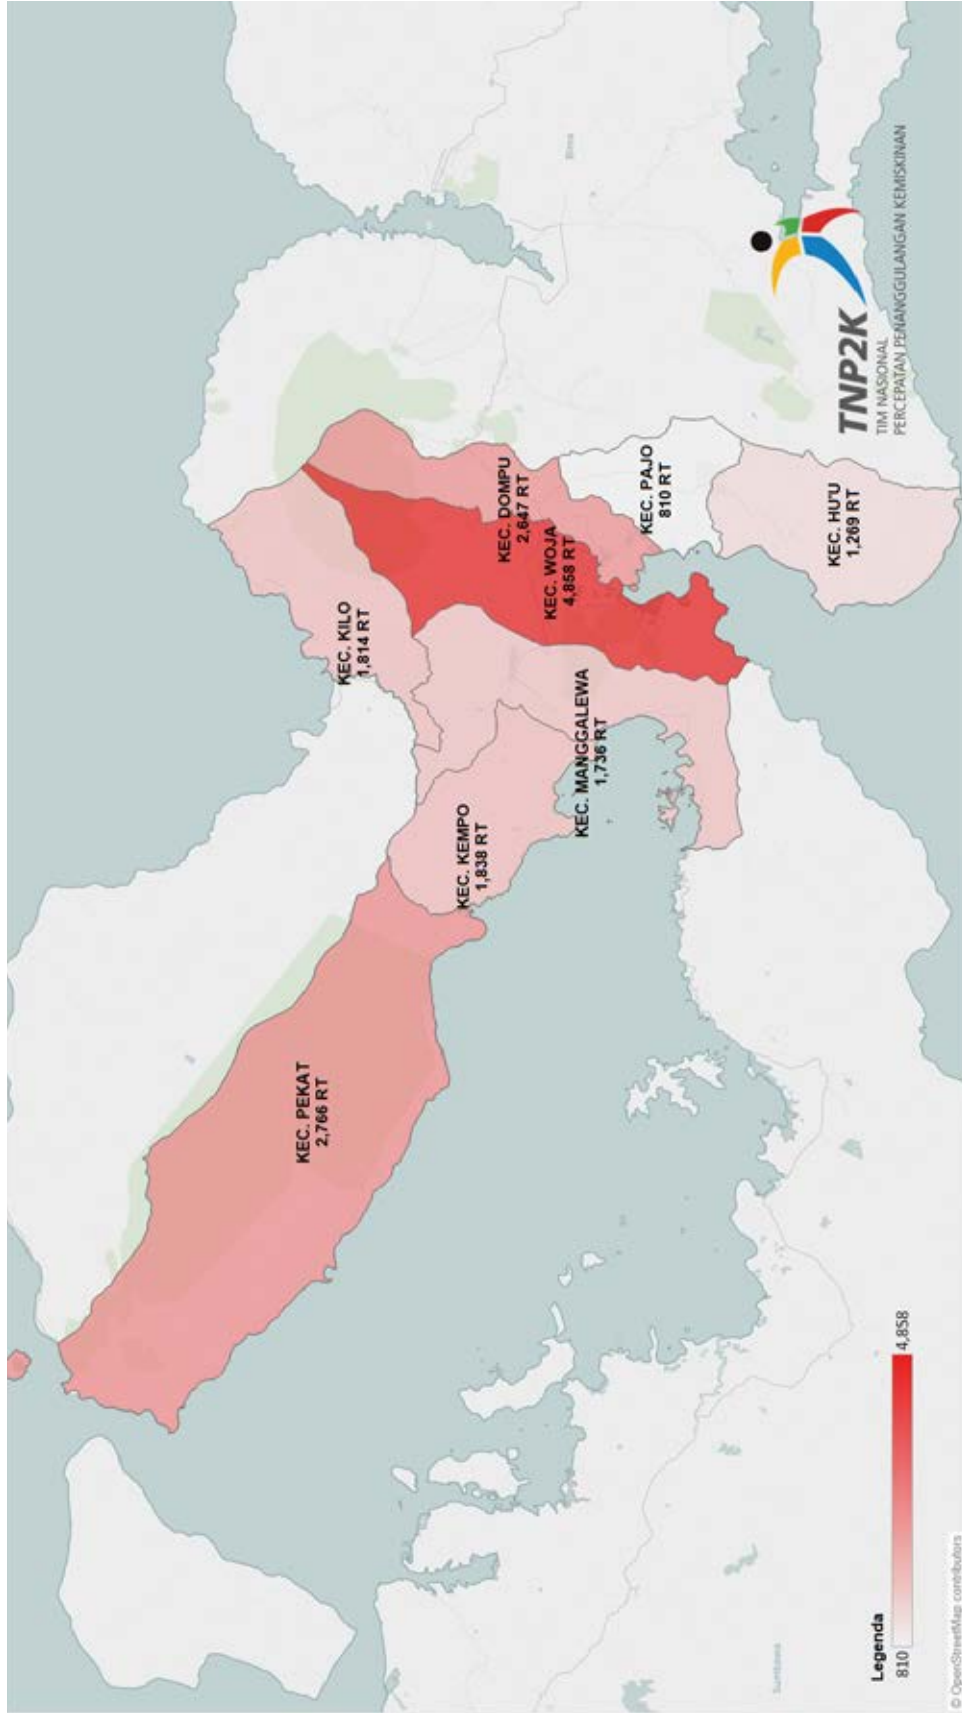 KEC. PEKAT
2,766 RT
KEC. KEMPO
1,838 RT
KEC. KILO
1,814 RT
KEC. MANGGALEWA
1,736 RT
KEC. WOJA
4,858 RT
KEC. DOMPU
2,647 RT
KEC. PAJO
810 RT
KEC. HU'U
1,269 RT
Bima
Sumbawa
Legenda
810
4,858
TNP2K
TIM NASIONAL
PERCEPATAN PENANGGULANGAN KEMISKINAN
© OpenStreetMap contributors